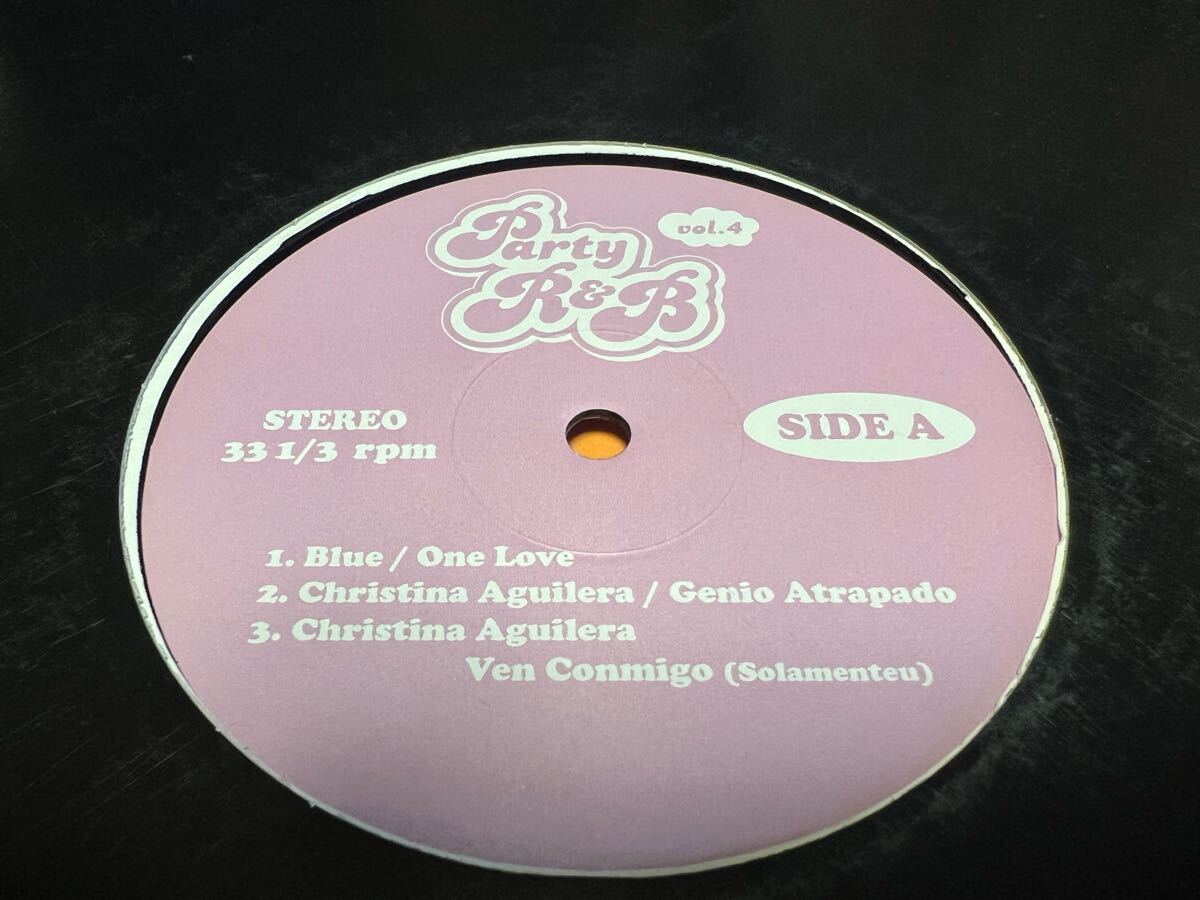 Party
R&B
vol.4
STEREO
33 1/3 rpm
SIDE A
1. Blue / One Love
2. Christina Aguilera / Genio Atrapado
3. Christina Aguilera
Ven Conmigo (Solamenteu)